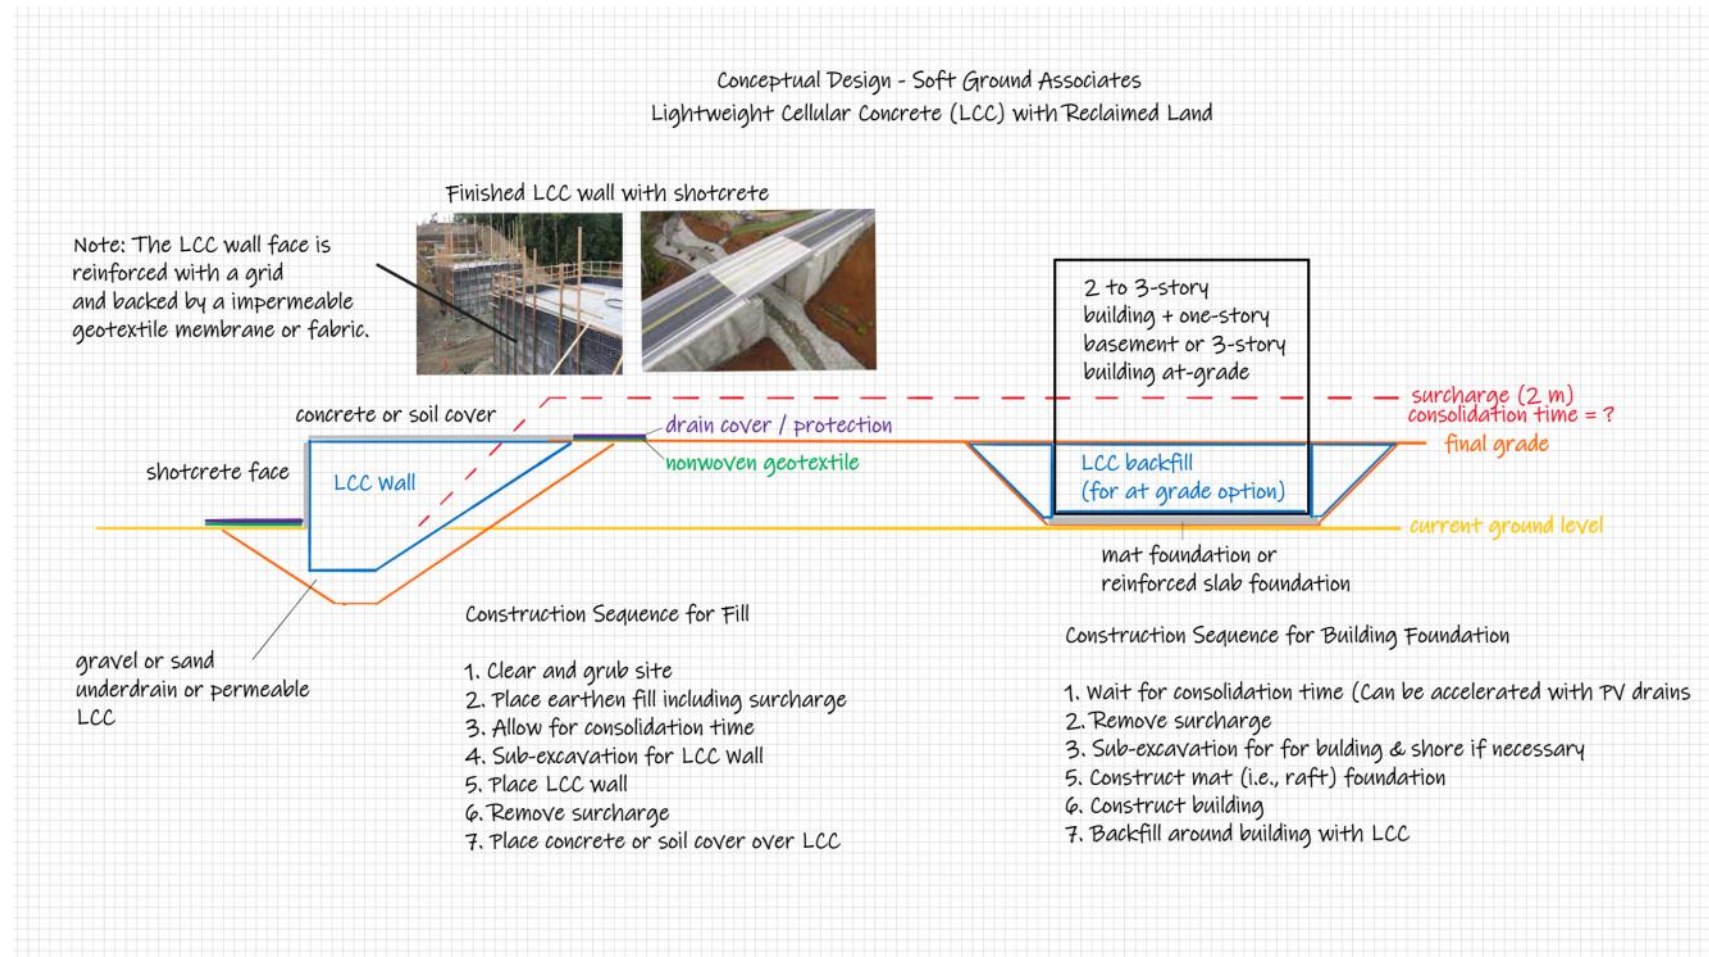 Conceptual Design - Soft Ground Associates
Lightweight Cellular Concrete (LCC) with Reclaimed Land
Finished LCC wall with shotcrete
Note: The LCC wall face is
reinforced with a grid
and backed by a impermeable
geotextile membrane or fabric.
2 to 3-story
building + one-story
basement or 3-story
building at-grade
surcharge (2 m)
consolidation time = ?
concrete or soil cover
drain cover / protection
final grade
nonwoven geotextile
shotcrete face
LCC Wall
LCC backfill
(for at grade option)
current ground level
mat foundation or
reinforced slab foundation
gravel or sand
underdrain or permeable
LCC
Construction Sequence for Fill
1. Clear and grub site
2. Place earthen fill including surcharge
3. Allow for consolidation time
4. Sub-excavation for LCC Wall
5. Place LCC wall
6. Remove surcharge
7. Place concrete or soil cover over LCC
Construction Sequence for Building Foundation
1. Wait for consolidation time (Can be accelerated with PV drains
2. Remove surcharge
3. Sub-excavation for for bulding & shore if necessary
5. Construct mat (i.e., raft) foundation
6. Construct building
7. Backfill around building with LCC